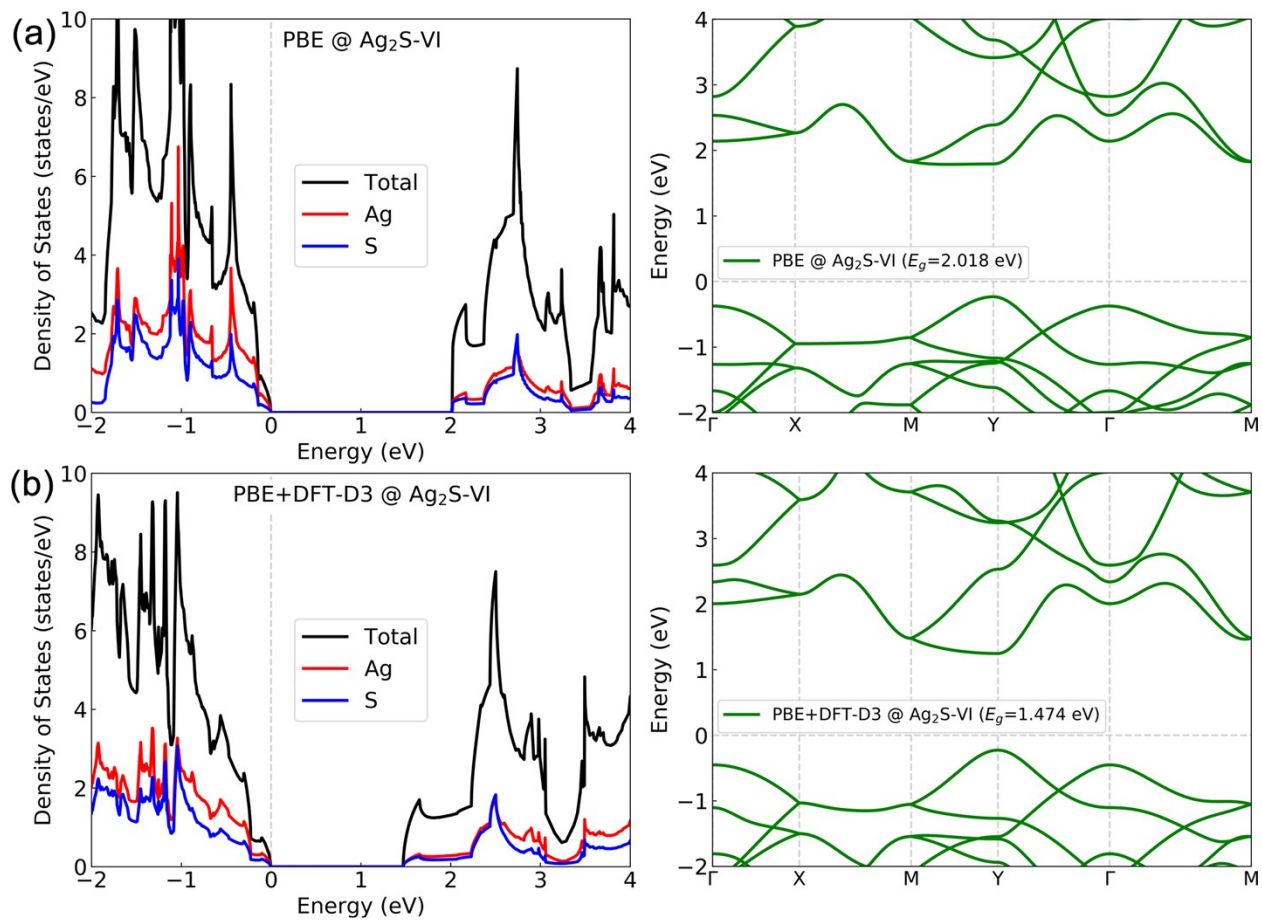 (a)
PBE @ Ag₂S-VI
Density of States (states/eV)
10
8
6
4
2
0
Total
Ag
S
−2 −1 0 1 2 3 4
Energy (eV)
Energy (eV)
4
3
2
1
0
−1
−2
PBE @ Ag₂S-VI (E_g=2.018 eV)
Γ X M Y Γ M
(b)
PBE+DFT-D3 @ Ag₂S-VI
Density of States (states/eV)
10
8
6
4
2
0
Total
Ag
S
−2 −1 0 1 2 3 4
Energy (eV)
Energy (eV)
4
3
2
1
0
−1
−2
PBE+DFT-D3 @ Ag₂S-VI (E_g=1.474 eV)
Γ X M Y Γ M